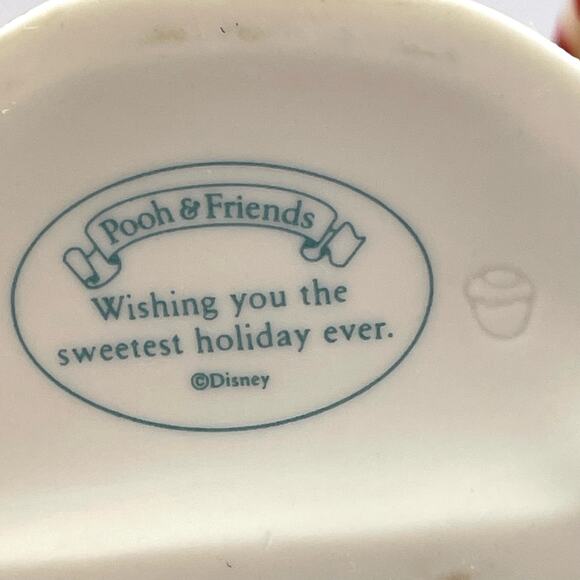 Pooh & Friends
Wishing you the
sweetest holiday ever.
©Disney